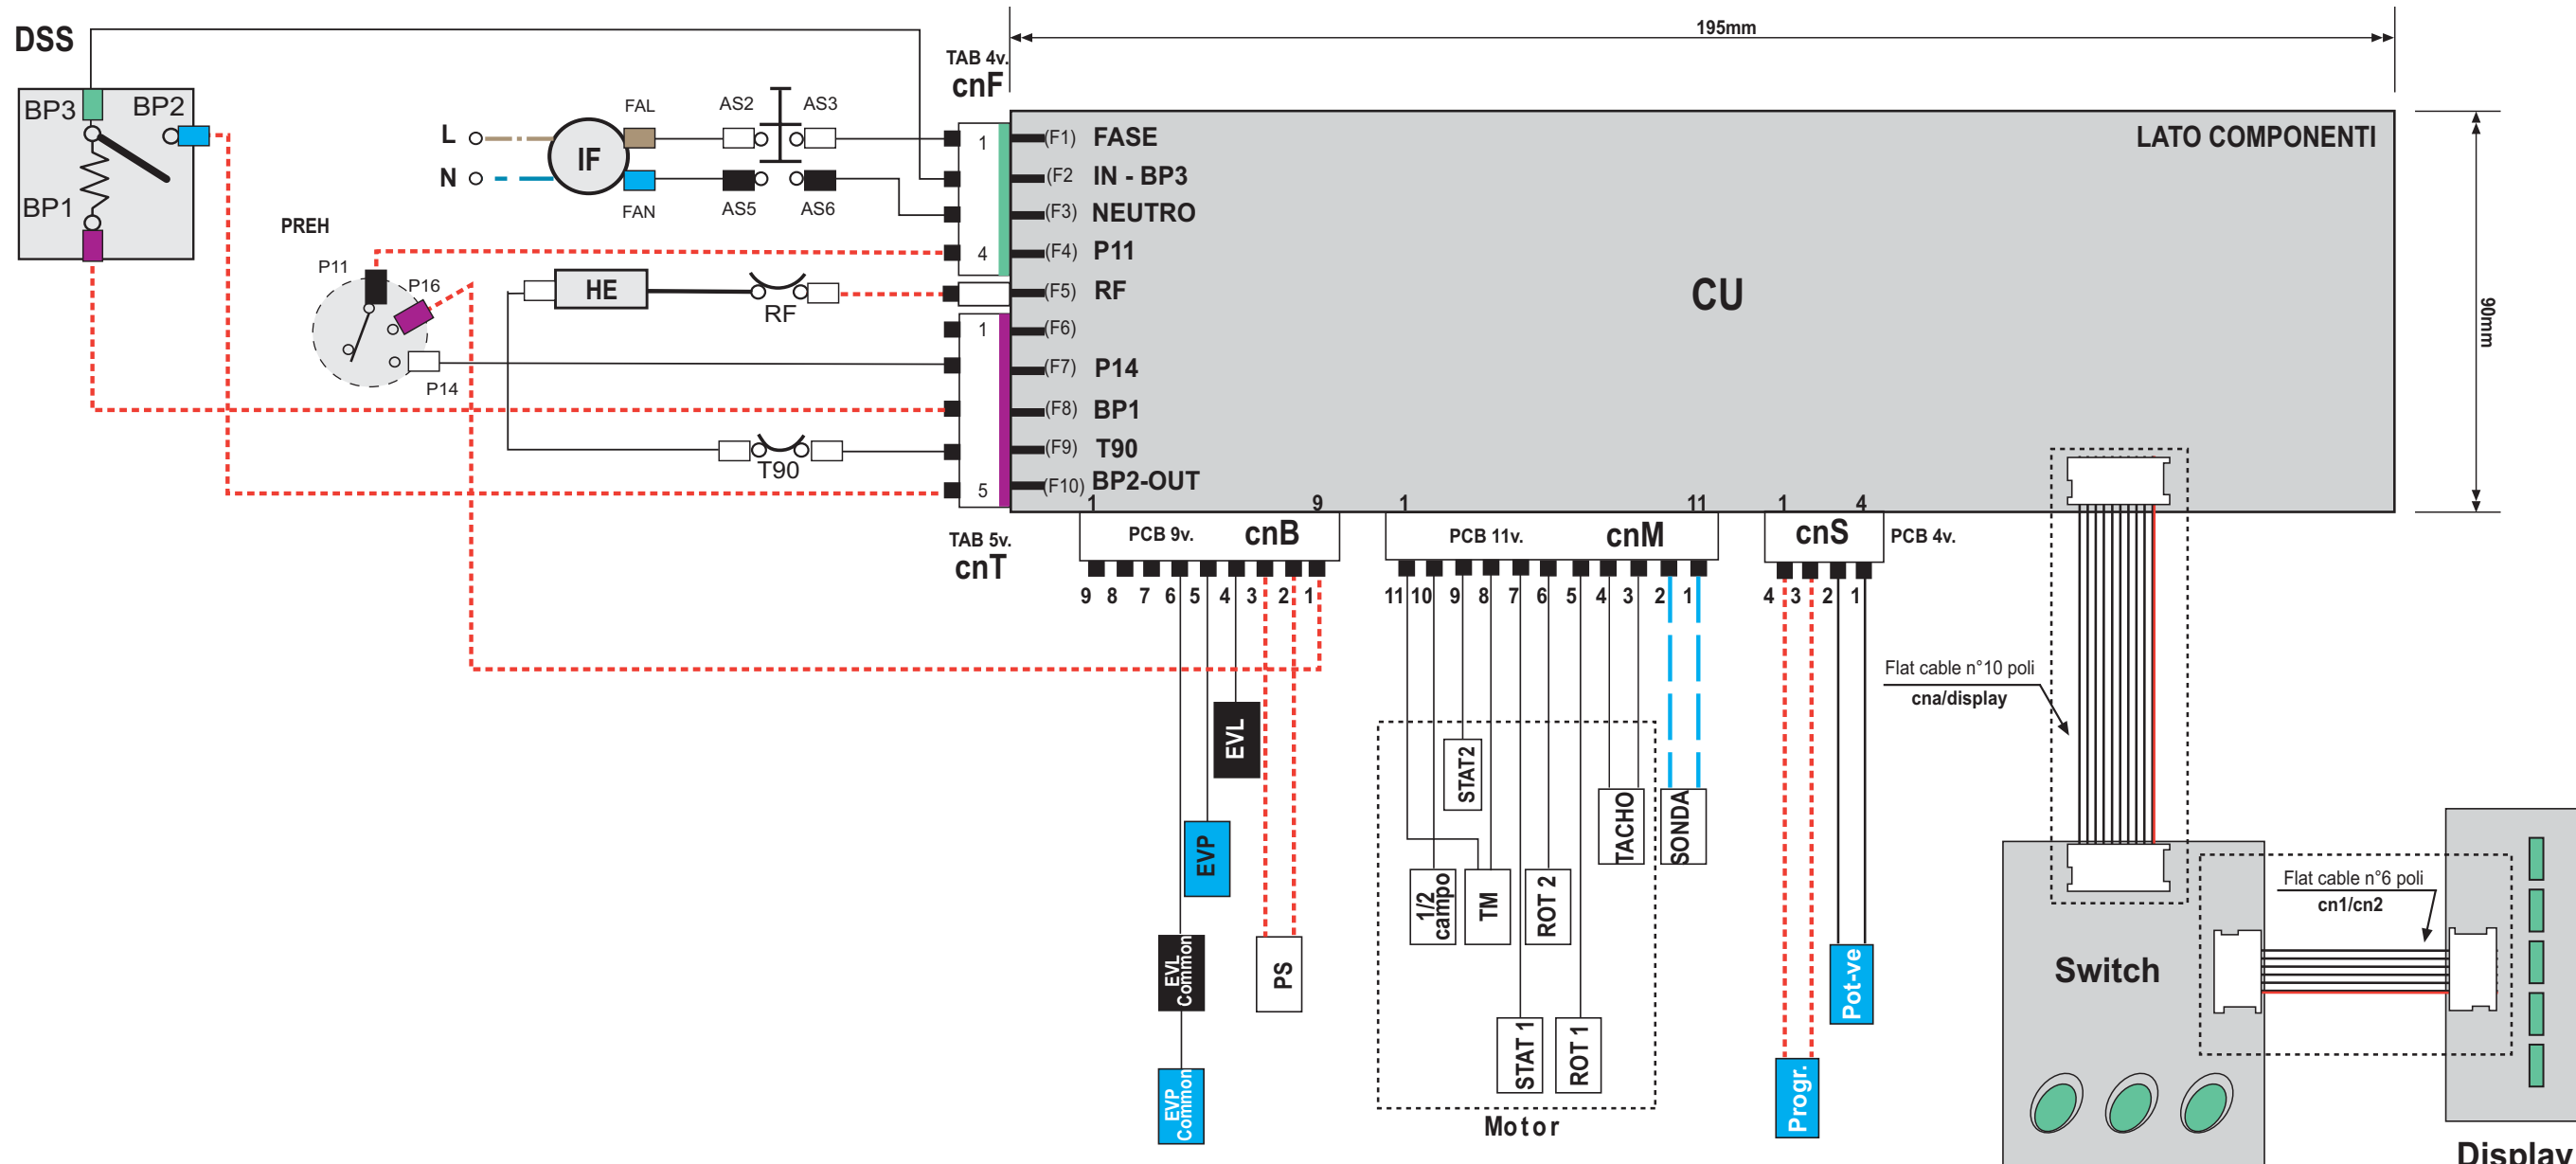 DSS
195mm
TAB 4v.
cnF
BP3
BP2
BP1
L
N
IF
FAL
FAN
AS2
AS3
AS5
AS6
PREH
P11
P16
P14
HE
RF
T90
1
4
1
5
(F1) FASE
(F2 IN - BP3
(F3) NEUTRO
(F4) P11
(F5) RF
(F6)
(F7) P14
(F8) BP1
(F9) T90
(F10) BP2-OUT
LATO COMPONENTI
CU
90mm
TAB 5v.
cnT
1 9
PCB 9v. cnB
9 8 7 6 5 4 3 2 1
1 11
PCB 11v. cnM
11 10 9 8 7 6 5 4 3 2 1
1 4
cnS PCB 4v.
4 3 2 1
EVL
EVP
EVL
Common
EVP
Common
PS
STAT2
1/2
campo
TM
ROT 2
STAT 1
ROT 1
TACHO
SONDA
Motor
Pot-ve
Progr.
Flat cable n°10 poli
cna/display
Switch
Flat cable n°6 poli
cn1/cn2
Display